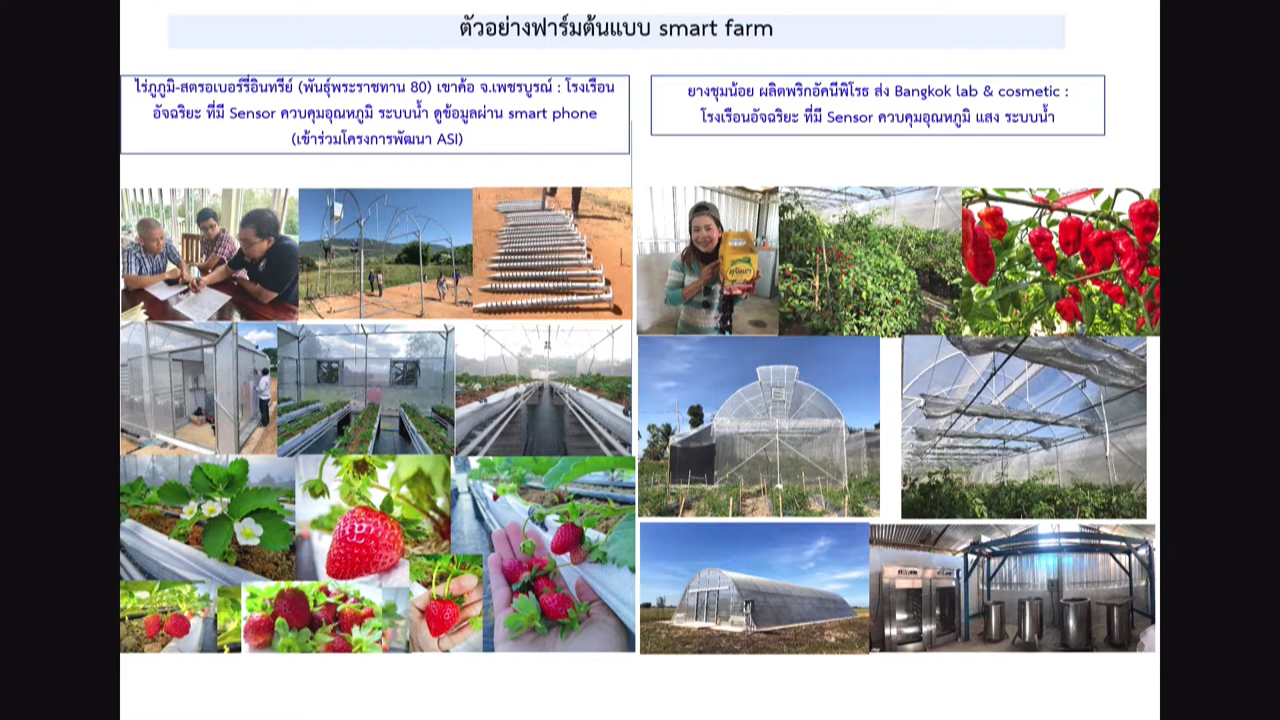 ตัวอย่างฟาร์มต้นแบบ smart farm
ไร่ภูภูมิ-สตรอเบอร์รี่อินทรีย์ (พันธุ์พระราชทาน 80) เขาค้อ จ.เพชรบูรณ์ : โรงเรือน
อัจฉริยะ ที่มี Sensor ควบคุมอุณหภูมิ ระบบน้ำ ดูข้อมูลผ่าน smart phone
(เข้าร่วมโครงการพัฒนา ASI)
ยางชุมน้อย ผลิตพริกอัคนีพิโรธ ส่ง Bangkok lab & cosmetic :
โรงเรือนอัจฉริยะ ที่มี Sensor ควบคุมอุณหภูมิ แสง ระบบน้ำ